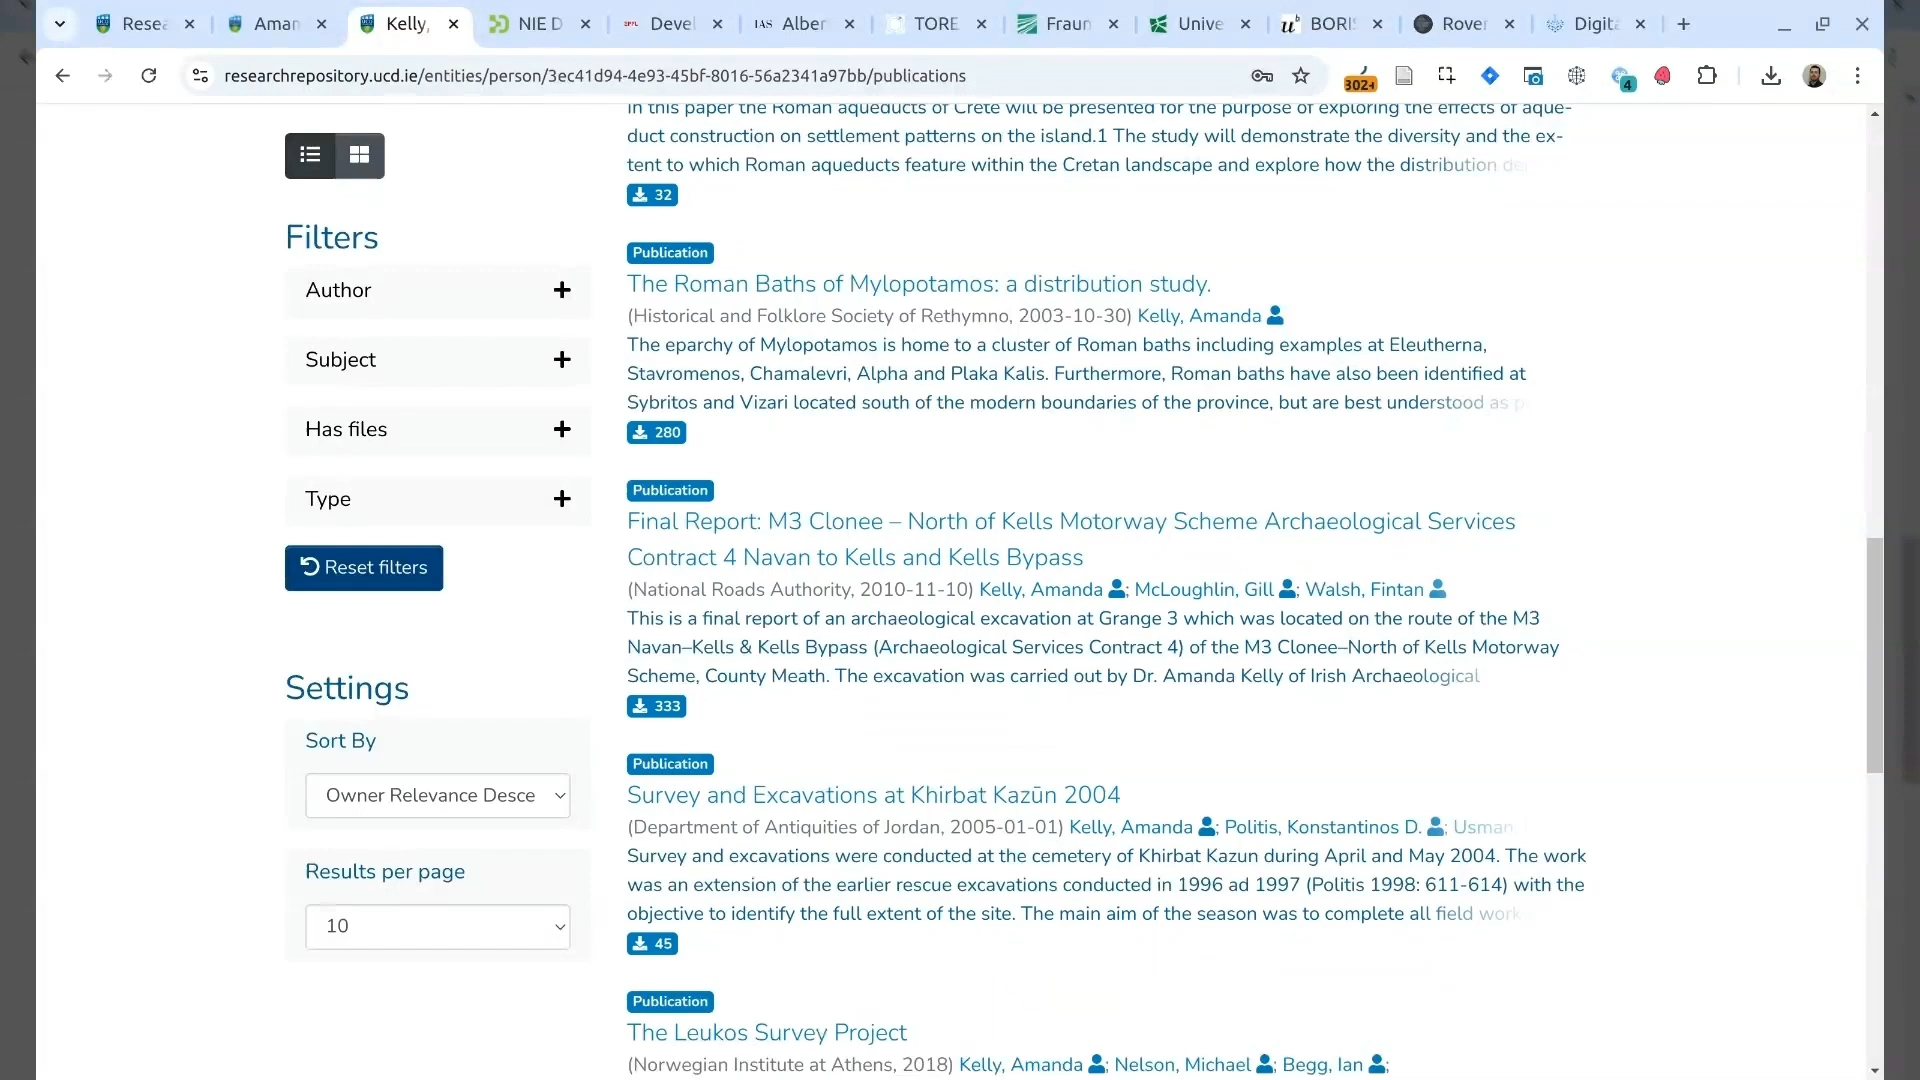 Resea
Aman
Kelly,
NIE D
EPFL Devel
IAS Alber
TORE
Fraun
Unive
BORIS
Rover
Digita
researchrepository.ucd.ie/entities/person/3ec41d94-4e93-45bf-8016-56a2341a97bb/publications
302
4
In this paper the Roman aqueducts of Crete will be presented for the purpose of exploring the effects of aque-
duct construction on settlement patterns on the island.1 The study will demonstrate the diversity and the ex-
tent to which Roman aqueducts feature within the Cretan landscape and explore how the distribution
32
Filters
Author
Subject
Has files
Type
Reset filters
Settings
Sort By
Owner Relevance Desce
Results per page
10
Publication
The Roman Baths of Mylopotamos: a distribution study.
(Historical and Folklore Society of Rethymno, 2003-10-30) Kelly, Amanda
The eparchy of Mylopotamos is home to a cluster of Roman baths including examples at Eleutherna,
Stavromenos, Chamalevri, Alpha and Plaka Kalis. Furthermore, Roman baths have also been identified at
Sybritos and Vizari located south of the modern boundaries of the province, but are best understood as
280
Publication
Final Report: M3 Clonee – North of Kells Motorway Scheme Archaeological Services
Contract 4 Navan to Kells and Kells Bypass
(National Roads Authority, 2010-11-10) Kelly, Amanda; McLoughlin, Gill; Walsh, Fintan
This is a final report of an archaeological excavation at Grange 3 which was located on the route of the M3
Navan–Kells & Kells Bypass (Archaeological Services Contract 4) of the M3 Clonee–North of Kells Motorway
Scheme, County Meath. The excavation was carried out by Dr. Amanda Kelly of Irish Archaeological
333
Publication
Survey and Excavations at Khirbat Kazūn 2004
(Department of Antiquities of Jordan, 2005-01-01) Kelly, Amanda; Politis, Konstantinos D.; Usman
Survey and excavations were conducted at the cemetery of Khirbat Kazun during April and May 2004. The work
was an extension of the earlier rescue excavations conducted in 1996 ad 1997 (Politis 1998: 611-614) with the
objective to identify the full extent of the site. The main aim of the season was to complete all field work
45
Publication
The Leukos Survey Project
(Norwegian Institute at Athens, 2018) Kelly, Amanda; Nelson, Michael; Begg, Ian;